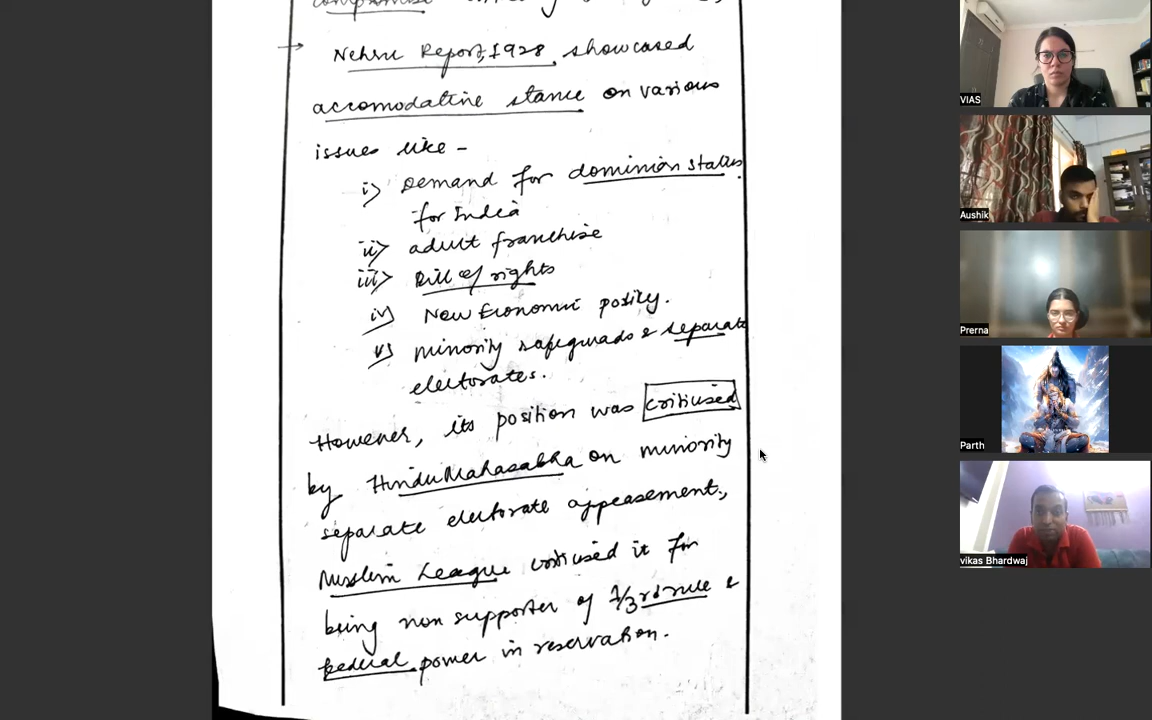 → Nehru Report, 1928, showcased
accomodative stance on various
issues like -
i) Demand for dominion status
for India
ii) adult franchise
iii) Bill of rights
iv) New Economic policy.
v) minority safeguards & separate
electorates.
However, its position was criticised
by Hindu Mahasabha on minority
separate electorate appeasement,
Muslim League criticised it for
being non supporter of 1/3rd rule &
federal power in reservation.
VIAS
Aushik
Prerna
Parth
vikas Bhardwaj